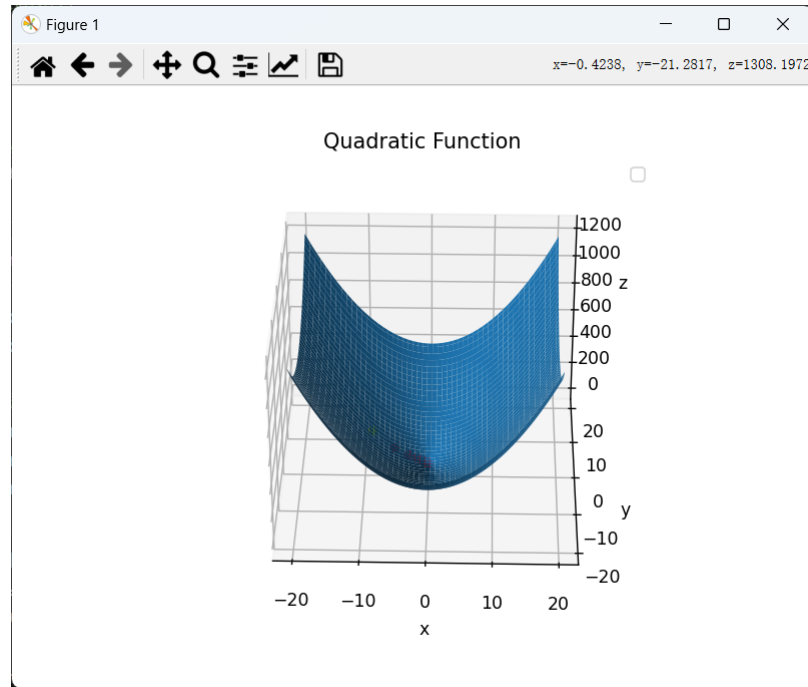 Figure 1
x=−0.4238, y=−21.2817, z=1308.1972
Quadratic Function
1200
1000
800
z
600
400
200
0
20
10
0
y
−10
−20
−20 −10 0 10 20
x